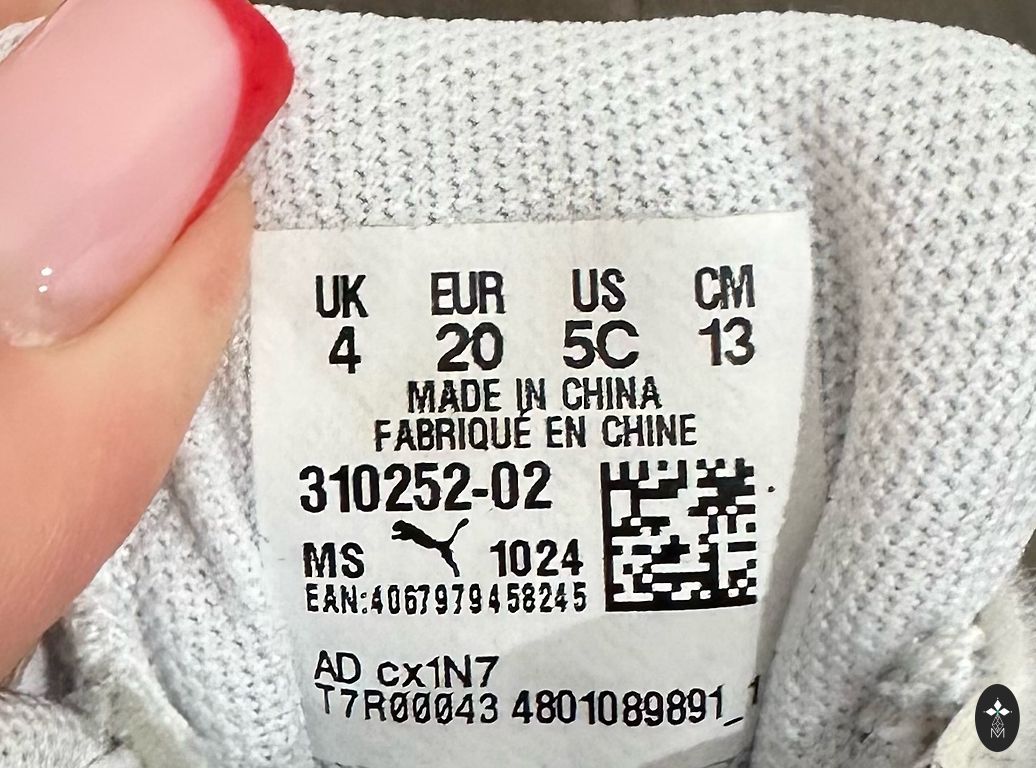 UK EUR US CM
4 20 5C 13
MADE IN CHINA
FABRIQUÉ EN CHINE
310252-02
MS 1024
EAN:4067979458245
AD cx1N7
T7R00043 4801089891_1
M